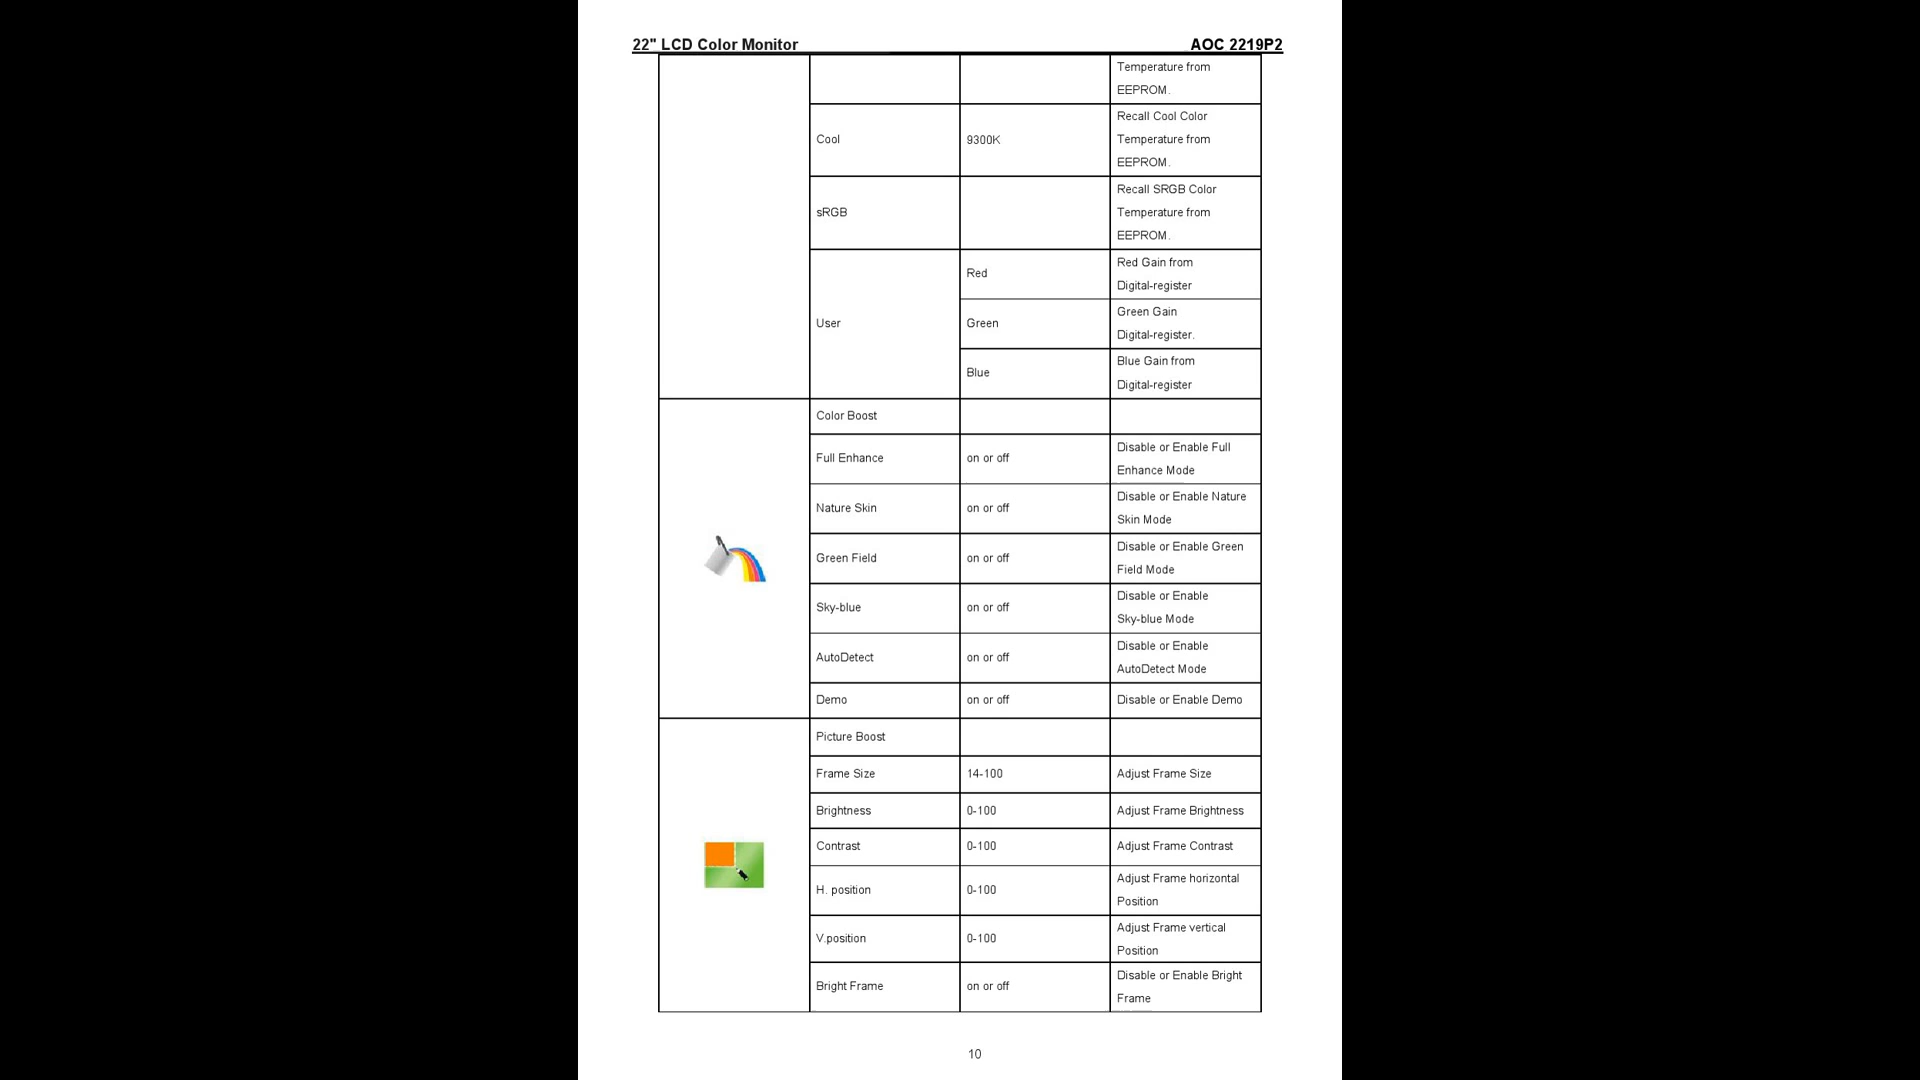 22" LCD Color Monitor AOC 2219P2
Temperature from
EEPROM.
Cool 9300K Recall Cool Color
Temperature from
EEPROM.
sRGB Recall SRGB Color
Temperature from
EEPROM.
User Red Red Gain from
Digital-register
Green Green Gain
Digital-register.
Blue Blue Gain from
Digital-register
Color Boost
Full Enhance on or off Disable or Enable Full
Enhance Mode
Nature Skin on or off Disable or Enable Nature
Skin Mode
Green Field on or off Disable or Enable Green
Field Mode
Sky-blue on or off Disable or Enable
Sky-blue Mode
AutoDetect on or off Disable or Enable
AutoDetect Mode
Demo on or off Disable or Enable Demo
Picture Boost
Frame Size 14-100 Adjust Frame Size
Brightness 0-100 Adjust Frame Brightness
Contrast 0-100 Adjust Frame Contrast
H. position 0-100 Adjust Frame horizontal
Position
V.position 0-100 Adjust Frame vertical
Position
Bright Frame on or off Disable or Enable Bright
Frame
10